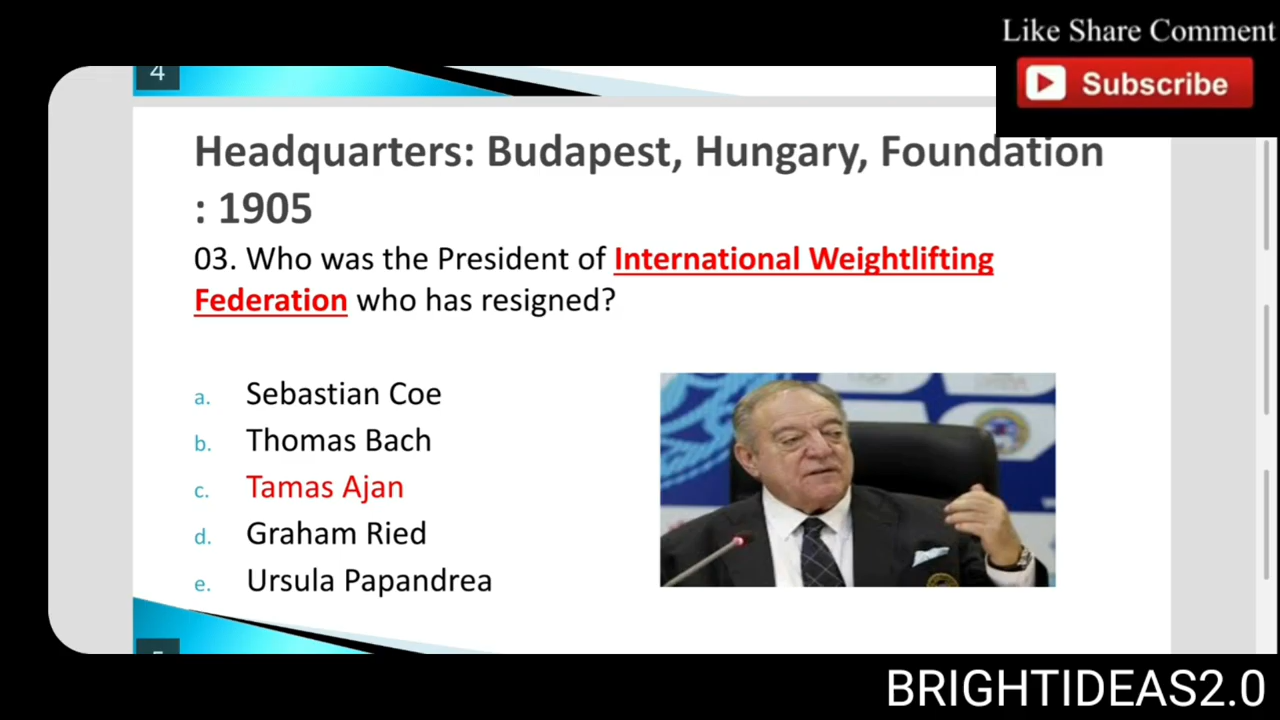 Like Share Comment
Subscribe
4
Headquarters: Budapest, Hungary, Foundation
: 1905
03. Who was the President of International Weightlifting
Federation who has resigned?
a. Sebastian Coe
b. Thomas Bach
c. Tamas Ajan
d. Graham Ried
e. Ursula Papandrea
BRIGHTIDEAS2.0